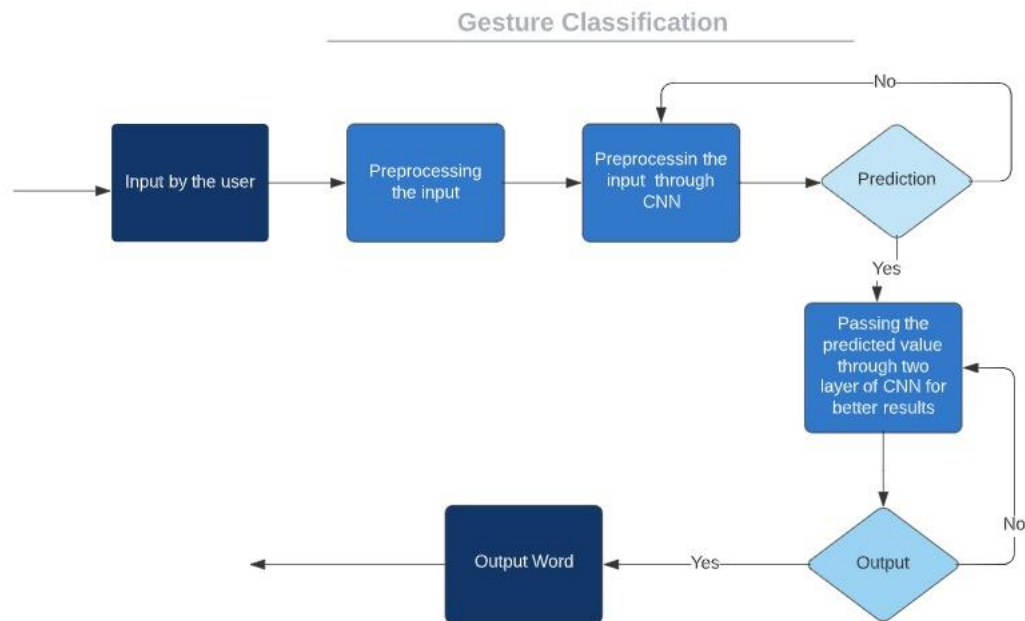 Gesture Classification
No
Input by the user
Preprocessing
the input
Preprocessin the
input through
CNN
Prediction
Yes
Passing the
predicted value
through two
layer of CNN for
better results
No
Output Word
Yes
Output